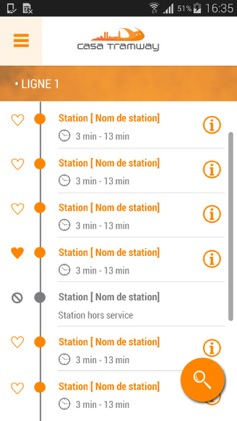 51% 16:35
casa tramway
• LIGNE 1
Station [ Nom de station]
3 min - 13 min
Station [ Nom de station]
3 min - 13 min
Station [ Nom de station]
3 min - 13 min
Station [ Nom de station]
3 min - 13 min
Station [ Nom de station]
Station hors service
Station [ Nom de station]
3 min - 13 min
Station [ Nom de station]
3 min - 13 min